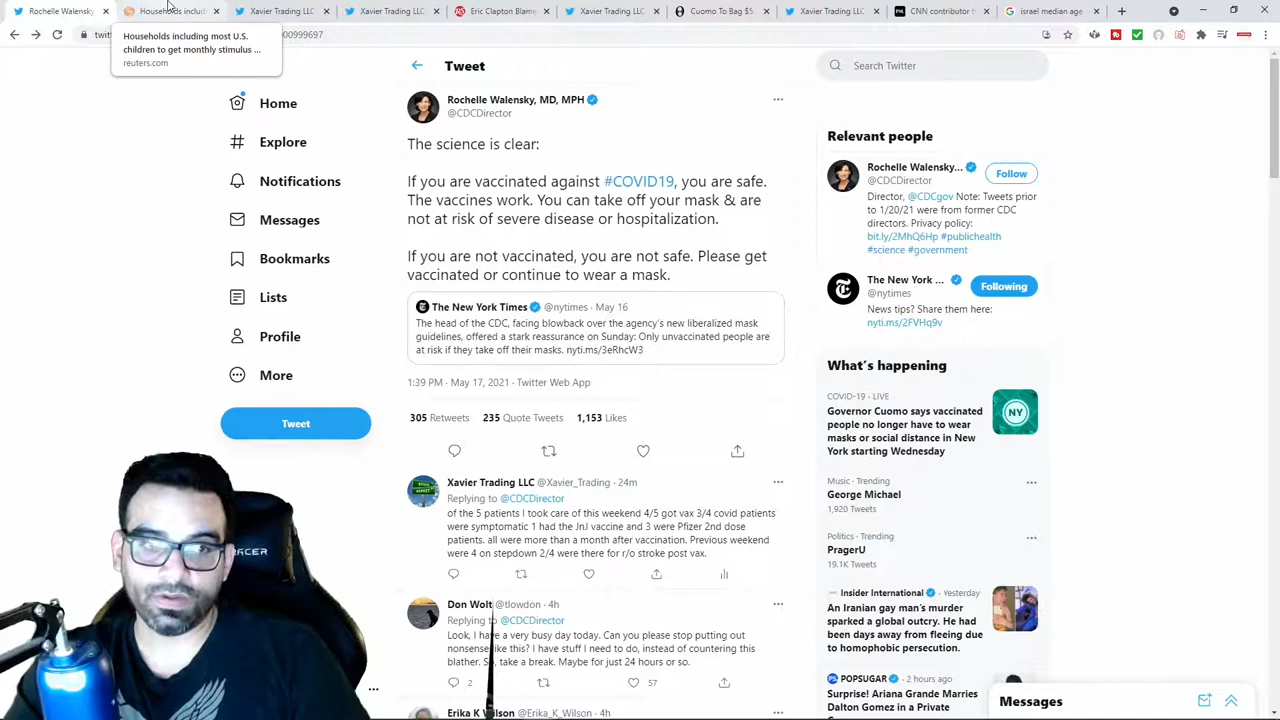 Rochelle Walensky
Households includi
Xavier Trading LLC
Xavier Trading LLC
Eric Clapton Blame
Xavier Trading LLC
Cuomo To Bag $5
Xavier Trading LLC
CNN contributor t
israel median age
Households including most U.S.
children to get monthly stimulus ...
reuters.com
000999697
Tweet
Search Twitter
Home
Explore
Notifications
Messages
Bookmarks
Lists
Profile
More
Tweet
Rochelle Walensky, MD, MPH
@CDCDirector
The science is clear:
If you are vaccinated against #COVID19, you are safe.
The vaccines work. You can take off your mask & are
not at risk of severe disease or hospitalization.
If you are not vaccinated, you are not safe. Please get
vaccinated or continue to wear a mask.
The New York Times @nytimes · May 16
The head of the CDC, facing blowback over the agency's new liberalized mask
guidelines, offered a stark reassurance on Sunday: Only unvaccinated people are
at risk if they take off their masks. nyti.ms/3eRhcW3
1:39 PM · May 17, 2021 · Twitter Web App
305 Retweets 235 Quote Tweets 1,153 Likes
Xavier Trading LLC @Xavier_Trading · 24m
Replying to @CDCDirector
of the 5 patients I took care of this weekend 4/5 got vax 3/4 covid patients
were symptomatic 1 had the JnJ vaccine and 3 were Pfizer 2nd dose
patients. all were more than a month after vaccination. Previous weekend
were 4 on stepdown 2/4 were there for r/o stroke post vax.
Don Wolt @tlowdon · 4h
Replying to @CDCDirector
Look, I have a very busy day today. Can you please stop putting out
nonsense like this? I have stuff I need to do, instead of countering this
blather. So, take a break. Maybe for just 24 hours or so.
2 57
Erika K Wilson @Erika_K_Wilson · 4h
Relevant people
Rochelle Walensky...
@CDCDirector
Follow
Director, @CDCgov Note: Tweets prior
to 1/20/21 were from former CDC
directors. Privacy policy:
bit.ly/2MhQ6Hp #publichealth
#science #government
The New York ...
@nytimes
Following
News tips? Share them here:
nyti.ms/2FVHq9v
What's happening
COVID-19 · LIVE
Governor Cuomo says vaccinated
people no longer have to wear
masks or social distance in New
York starting Wednesday
NY
Music · Trending
George Michael
1,920 Tweets
Politics · Trending
PragerU
19.1K Tweets
Insider International · Yesterday
An Iranian gay man's murder
sparked a global outcry. He had
been days away from fleeing due
to homophobic persecution.
POPSUGAR · 2 hours ago
Surprise! Ariana Grande Marries
Dalton Gomez in a Private
Messages